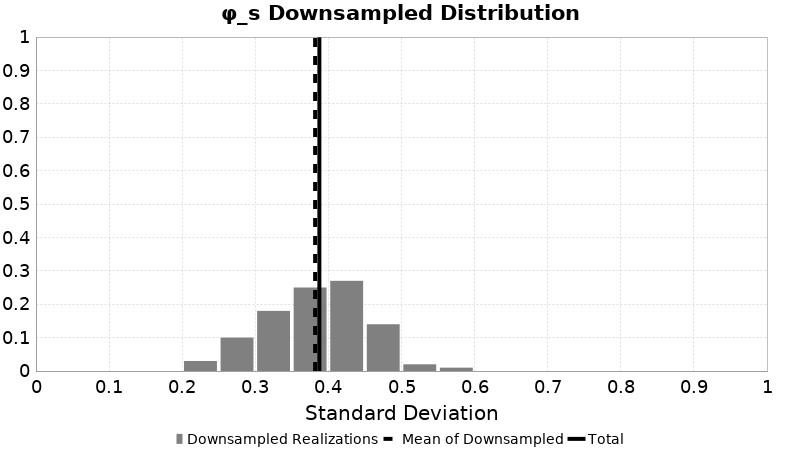 φ_s Downsampled Distribution
1
0.9
0.8
0.7
0.6
0.5
0.4
0.3
0.2
0.1
0
0 0.1 0.2 0.3 0.4 0.5 0.6 0.7 0.8 0.9 1
Standard Deviation
Downsampled Realizations Mean of Downsampled Total